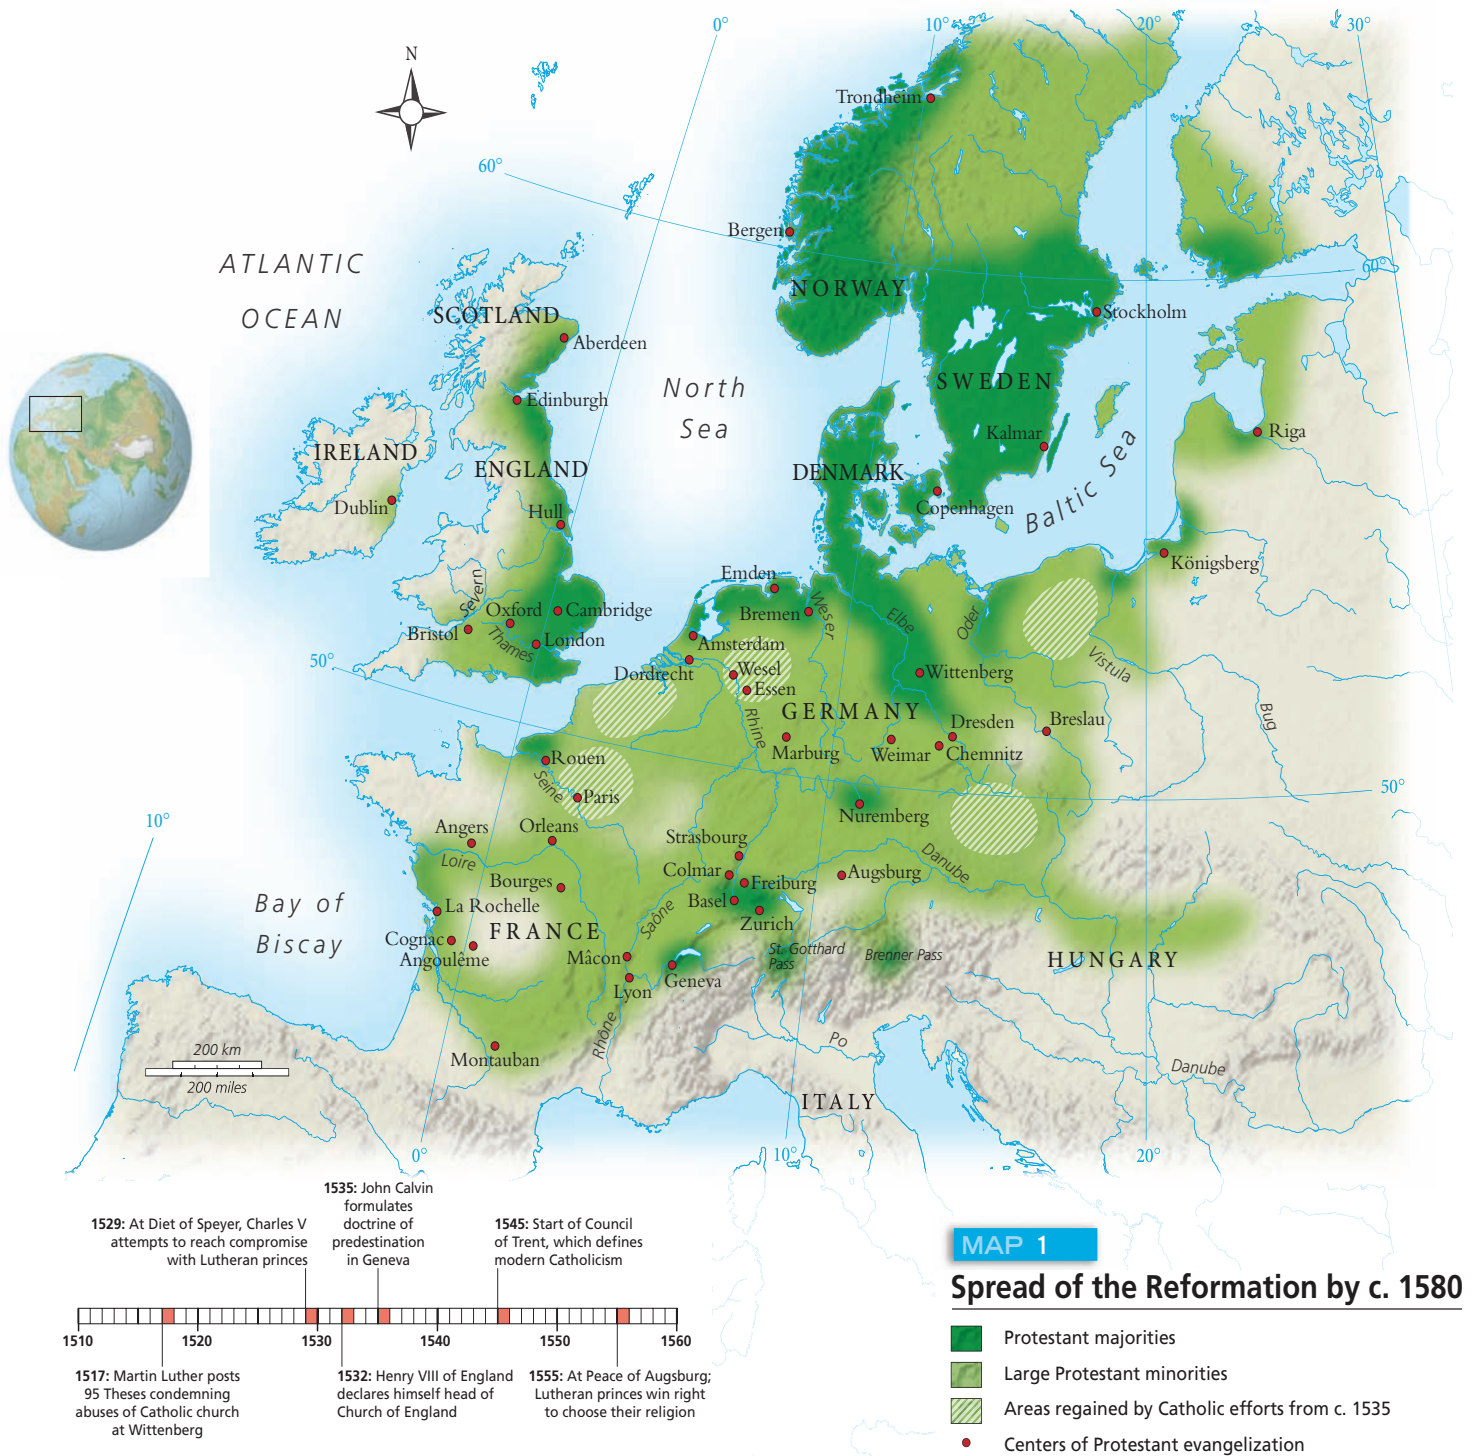 0°
10°
20°
30°
N
Trondheim
60°
Bergen
ATLANTIC
OCEAN
NORWAY
60°
SCOTLAND
Stockholm
Aberdeen
North
Sea
SWEDEN
Edinburgh
Kalmar
Riga
IRELAND
ENGLAND
DENMARK
Baltic Sea
Dublin
Hull
Copenhagen
Königsberg
Emden
Severn
Oxford
Cambridge
Bremen
Weser
Elbe
Oder
Bristol
Thames
London
Amsterdam
50°
Dordrecht
Wesel
Essen
Wittenberg
Vistula
Rhine
GERMANY
Dresden
Breslau
Bug
Marburg
Weimar
Chemnitz
Rouen
Seine
Paris
50°
Nuremberg
10°
Angers
Orleans
Strasbourg
Loire
Colmar
Freiburg
Augsburg
Danube
Bourges
Basel
Bay of
Biscay
La Rochelle
Zurich
Saône
FRANCE
Cognac
Angoulême
Mâcon
Geneva
St. Gotthard
Pass
Brenner Pass
HUNGARY
Lyon
Rhône
Po
200 km
200 miles
Montauban
Danube
ITALY
0°
10°
20°
1529: At Diet of Speyer, Charles V
attempts to reach compromise
with Lutheran princes
1535: John Calvin
formulates
doctrine of
predestination
in Geneva
1545: Start of Council
of Trent, which defines
modern Catholicism
1510
1520
1530
1540
1550
1560
1517: Martin Luther posts
95 Theses condemning
abuses of Catholic church
at Wittenberg
1532: Henry VIII of England
declares himself head of
Church of England
1555: At Peace of Augsburg;
Lutheran princes win right
to choose their religion
MAP 1
Spread of the Reformation by c. 1580
Protestant majorities
Large Protestant minorities
Areas regained by Catholic efforts from c. 1535
Centers of Protestant evangelization